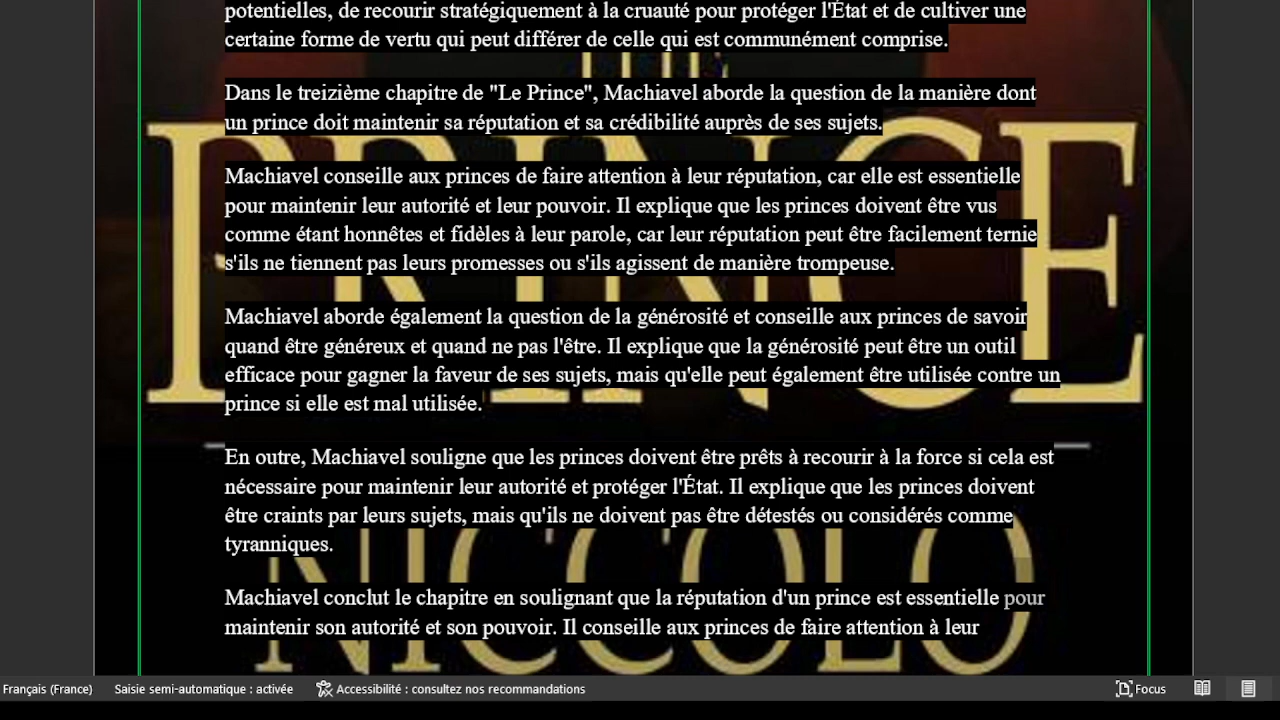 potentielles, de recourir stratégiquement à la cruauté pour protéger l'État et de cultiver une
certaine forme de vertu qui peut différer de celle qui est communément comprise.
Dans le treizième chapitre de "Le Prince", Machiavel aborde la question de la manière dont
un prince doit maintenir sa réputation et sa crédibilité auprès de ses sujets.
PRINCE
Machiavel conseille aux princes de faire attention à leur réputation, car elle est essentielle
pour maintenir leur autorité et leur pouvoir. Il explique que les princes doivent être vus
comme étant honnêtes et fidèles à leur parole, car leur réputation peut être facilement ternie
s'ils ne tiennent pas leurs promesses ou s'ils agissent de manière trompeuse.
Machiavel aborde également la question de la générosité et conseille aux princes de savoir
quand être généreux et quand ne pas l'être. Il explique que la générosité peut être un outil
efficace pour gagner la faveur de ses sujets, mais qu'elle peut également être utilisée contre un
prince si elle est mal utilisée.
En outre, Machiavel souligne que les princes doivent être prêts à recourir à la force si cela est
nécessaire pour maintenir leur autorité et protéger l'État. Il explique que les princes doivent
être craints par leurs sujets, mais qu'ils ne doivent pas être détestés ou considérés comme
tyranniques.
NICCOLO
Machiavel conclut le chapitre en soulignant que la réputation d'un prince est essentielle pour
maintenir son autorité et son pouvoir. Il conseille aux princes de faire attention à leur
Français (France) Saisie semi-automatique : activée Accessibilité : consultez nos recommandations Focus